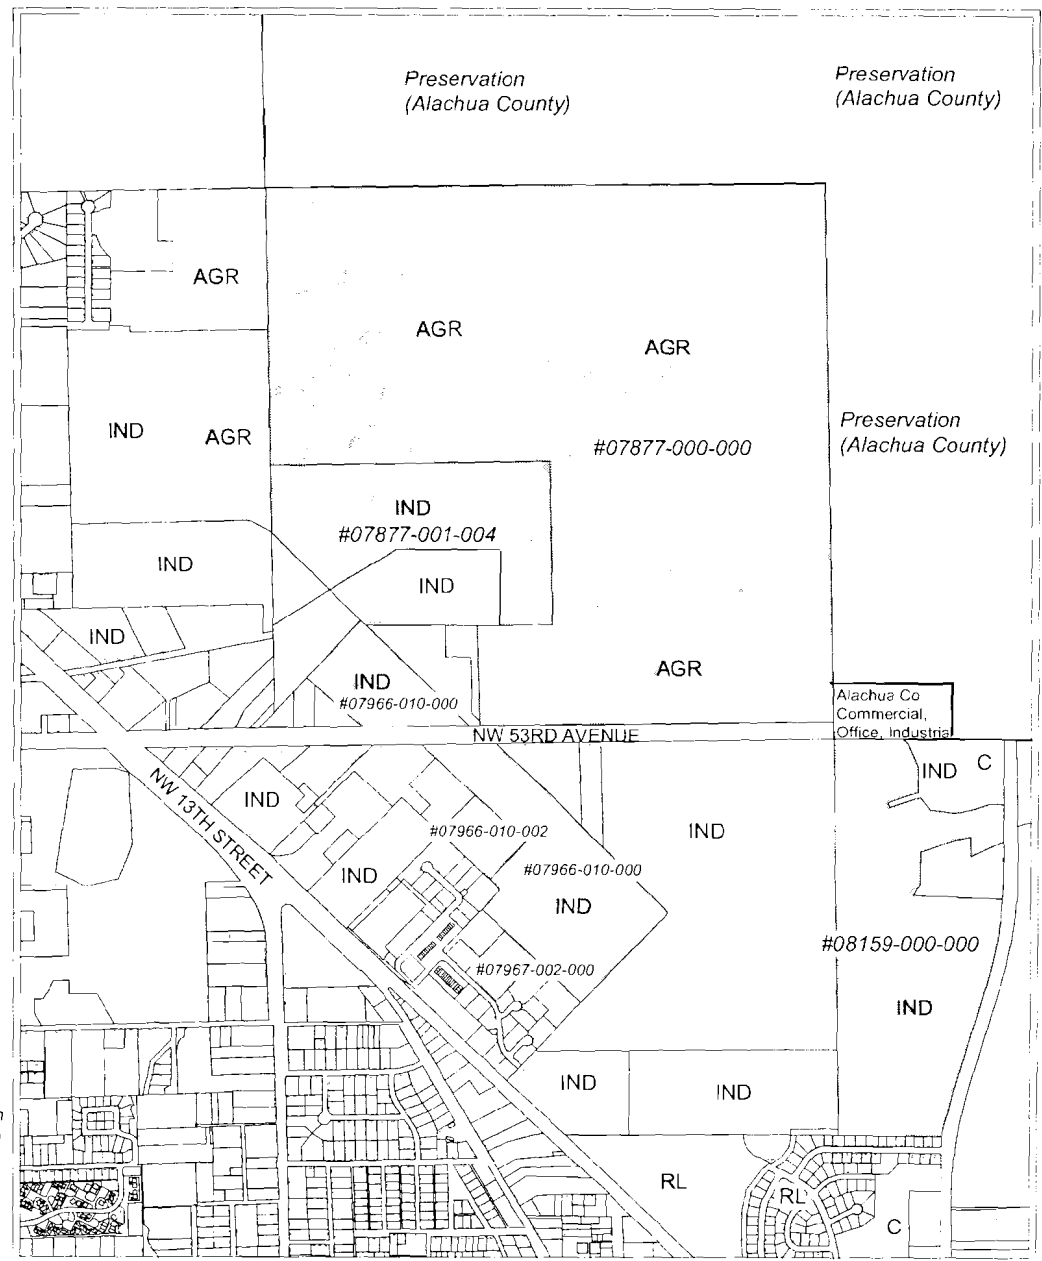 Preservation
(Alachua County)
Preservation
(Alachua County)
AGR
AGR
AGR
IND
AGR
#07877-000-000
Preservation
(Alachua County)
IND
#07877-001-004
IND
IND
IND
IND
#07966-010-000
AGR
Alachua Co
Commercial,
Office, Industrial
NW 53RD AVENUE
NW 13TH STREET
IND
IND
C
IND
#07966-010-002
#07966-010-000
IND
IND
#08159-000-000
#07967-002-000
IND
IND
IND
RL
RL
C